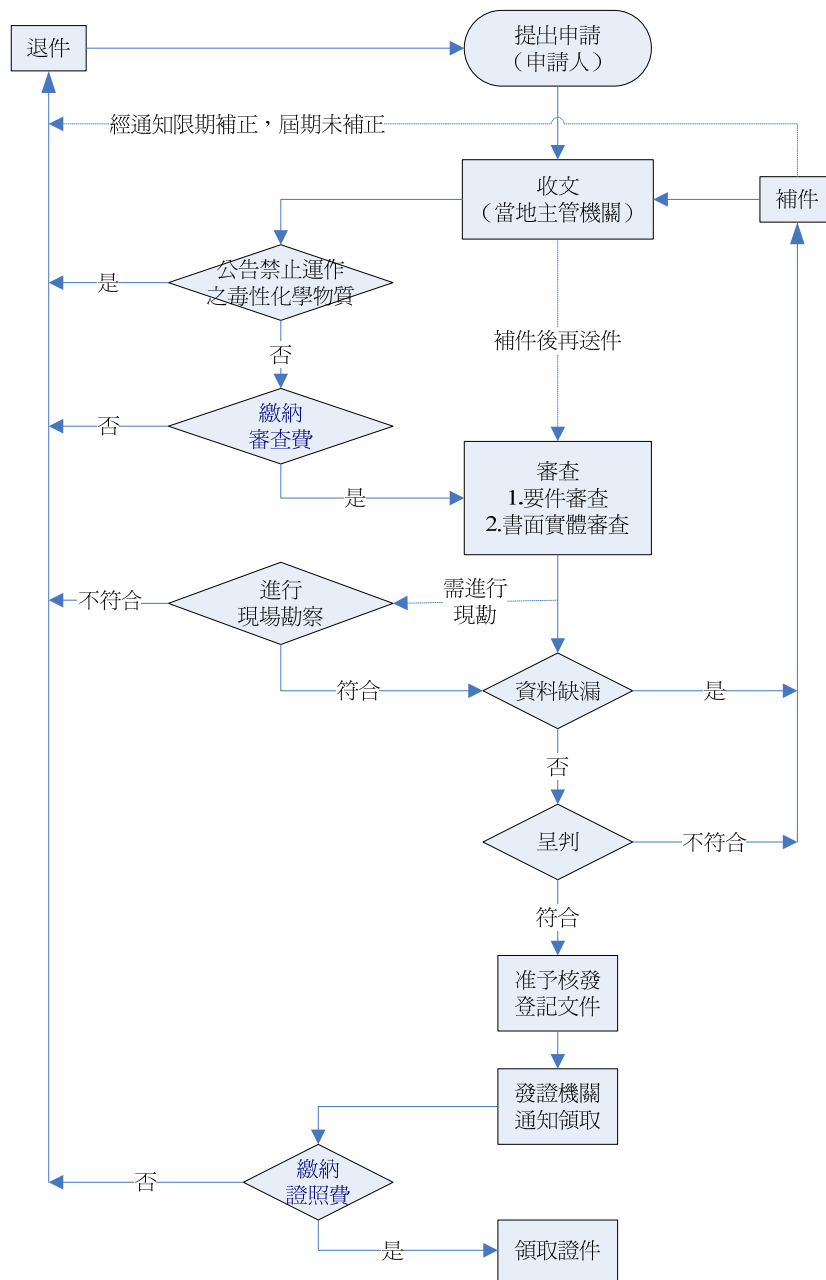 退件
提出申請
（申請人）
經通知限期補正，屆期未補正
收文
（當地主管機關）
補件
公告禁止運作
之毒性化學物質
是
補件後再送件
否
繳納
審查費
否
審查
1.要件審查
2.書面實體審查
是
進行
現場勘察
不符合
需進行
現勘
資料缺漏
符合
是
否
呈判
不符合
符合
准予核發
登記文件
發證機關
通知領取
繳納
證照費
否
領取證件
是